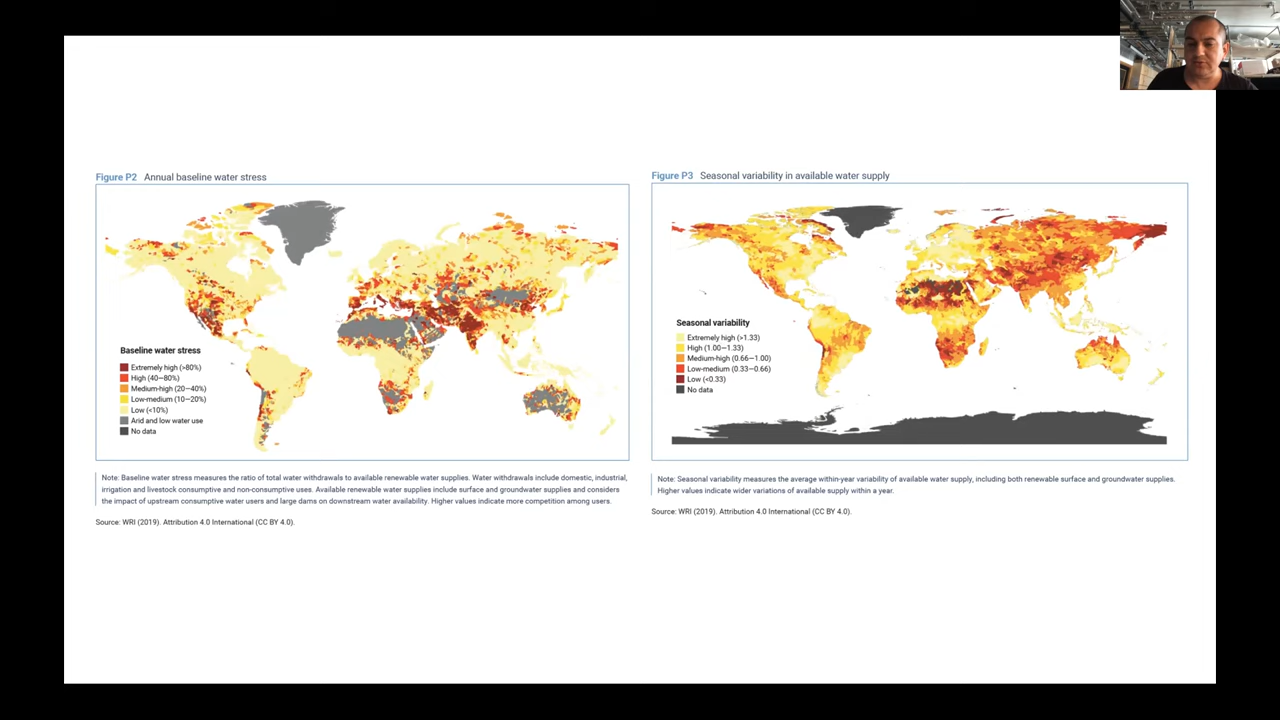 Figure P2 Annual baseline water stress
Baseline water stress
Extremely high (>80%)
High (40–80%)
Medium-high (20–40%)
Low-medium (10–20%)
Low (<10%)
Arid and low water use
No data
Note: Baseline water stress measures the ratio of total water withdrawals to available renewable water supplies. Water withdrawals include domestic, industrial,
irrigation and livestock consumptive and non-consumptive uses. Available renewable water supplies include surface and groundwater supplies and considers
the impact of upstream consumptive water users and large dams on downstream water availability. Higher values indicate more competition among users.
Source: WRI (2019). Attribution 4.0 International (CC BY 4.0).
Figure P3 Seasonal variability in available water supply
Seasonal variability
Extremely high (>1.33)
High (1.00–1.33)
Medium-high (0.66–1.00)
Low-medium (0.33–0.66)
Low (<0.33)
No data
Note: Seasonal variability measures the average within-year variability of available water supply, including both renewable surface and groundwater supplies.
Higher values indicate wider variations of available supply within a year.
Source: WRI (2019). Attribution 4.0 International (CC BY 4.0).